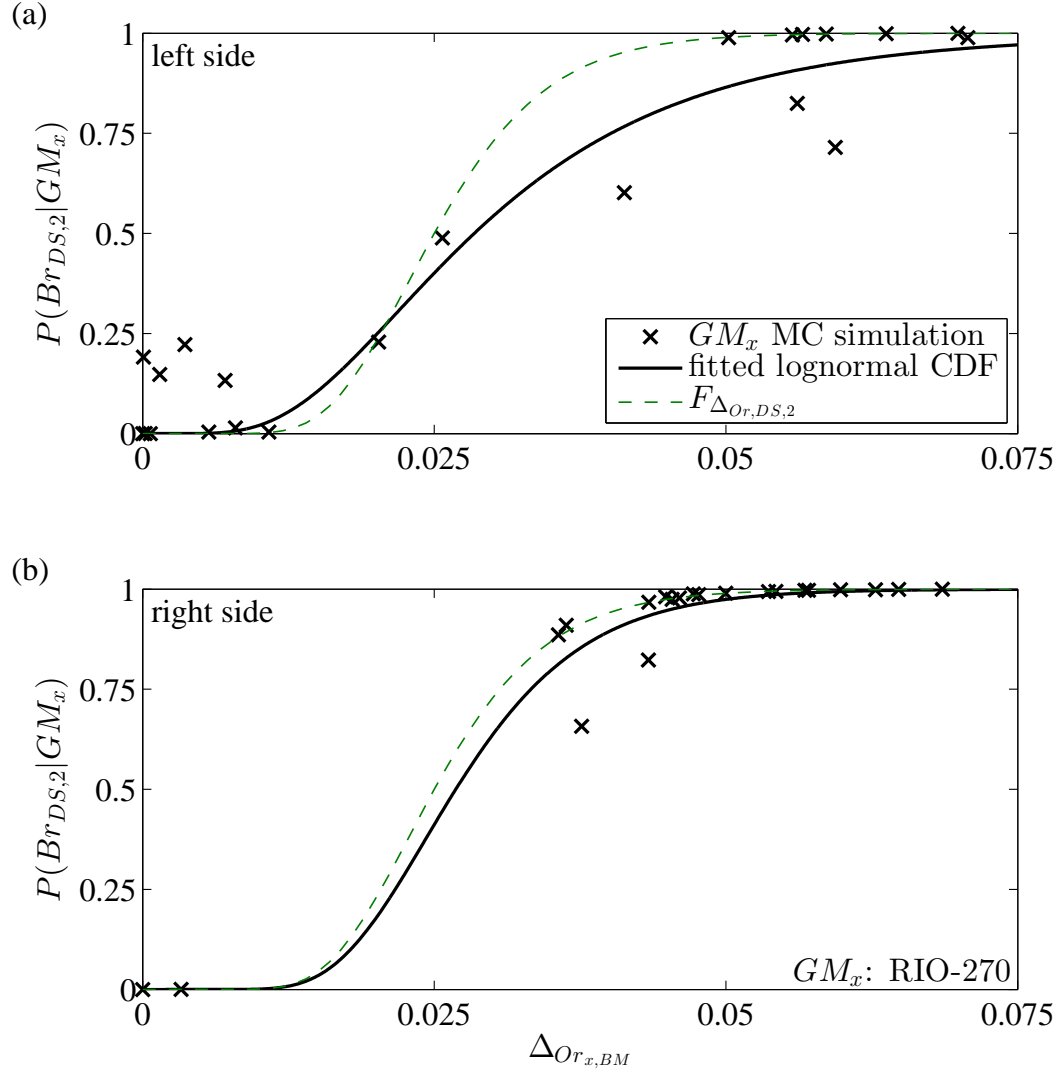 (a)
left side
P(Br_{DS,2}|GM_x)
1
0.75
0.5
0.25
0
GM_x MC simulation
fitted lognormal CDF
F_{Δ_{Or,DS,2}}
0
0.025
0.05
0.075
(b)
right side
P(Br_{DS,2}|GM_x)
1
0.75
0.5
0.25
0
GM_x: RIO-270
0
0.025
0.05
0.075
Δ_{Or_{x,BM}}